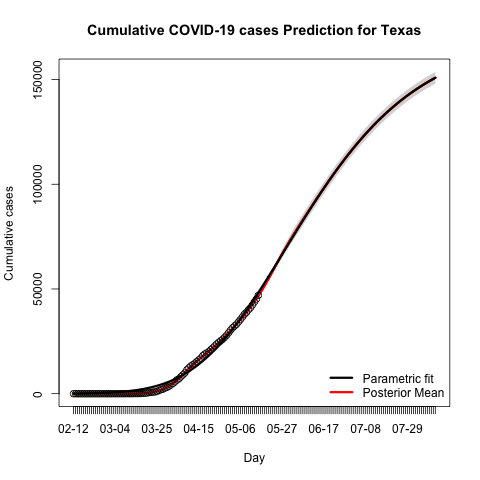 Cumulative COVID-19 cases Prediction for Texas
Cumulative cases
150000
100000
50000
0
Parametric fit
Posterior Mean
02-12 03-04 03-25 04-15 05-06 05-27 06-17 07-08 07-29
Day